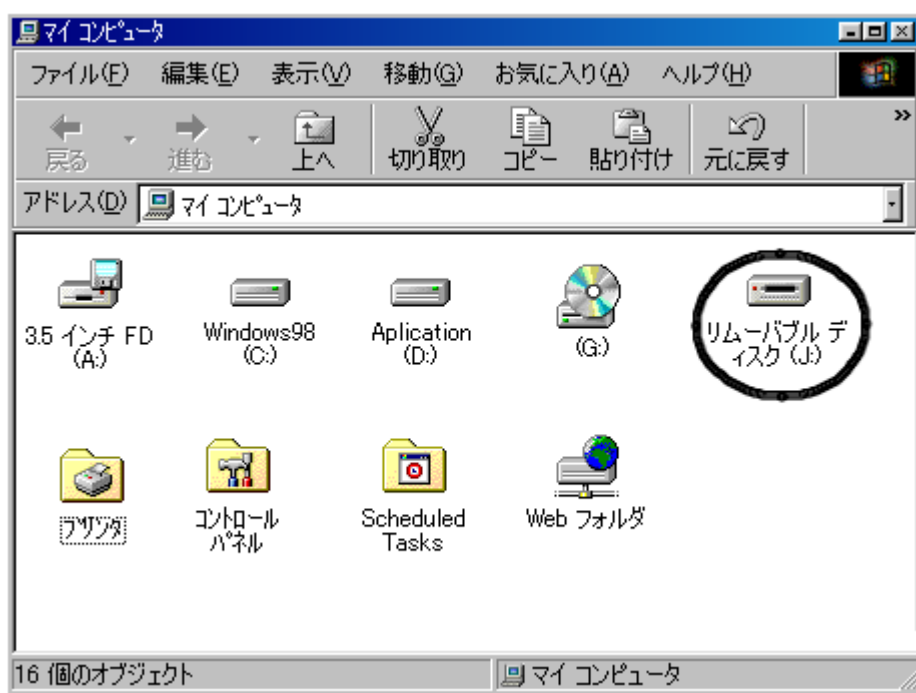 マイ コンピュータ
ファイル(F) 編集(E) 表示(V) 移動(G) お気に入り(A) ヘルプ(H)
戻る 進む 上へ 切り取り コピー 貼り付け 元に戻す »
アドレス(D) マイ コンピュータ
3.5 インチ FD
(A:)
Windows98
(C:)
Aplication
(D:)
(G:)
リムーバブル デ
ィスク (J:)
プリンタ
コントロール
パネル
Scheduled
Tasks
Web フォルダ
16 個のオブジェクト マイ コンピュータ